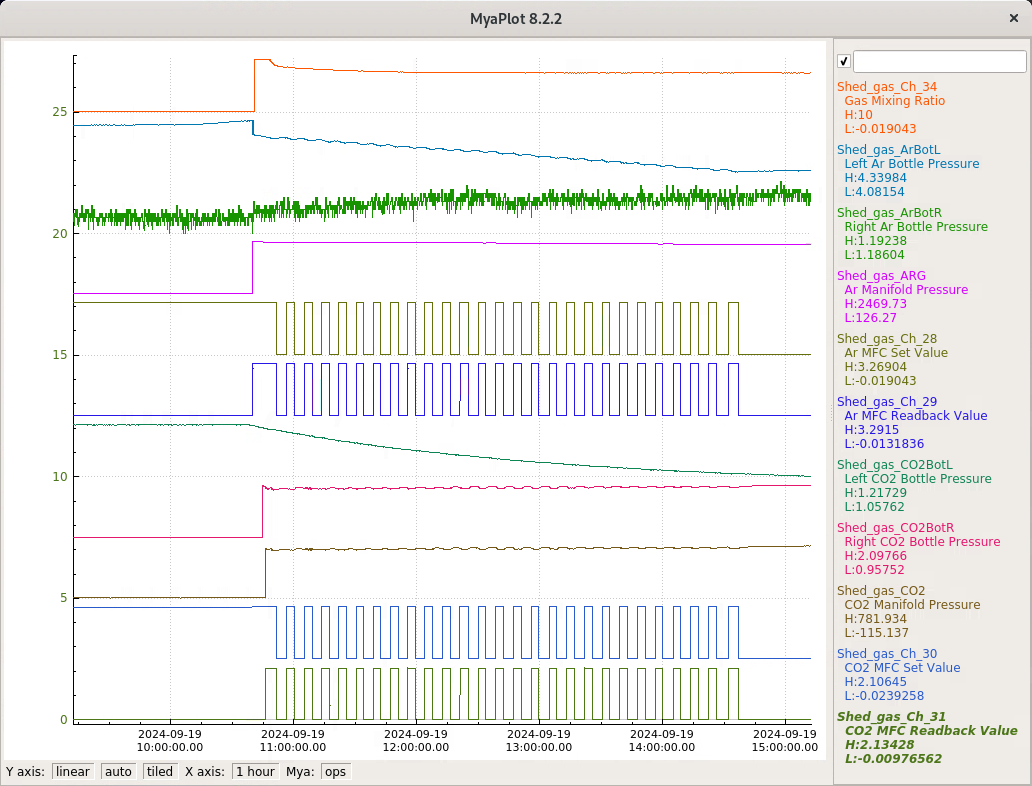 MyaPlot 8.2.2
25
20
15
10
5
0
2024-09-19
10:00:00.00
2024-09-19
11:00:00.00
2024-09-19
12:00:00.00
2024-09-19
13:00:00.00
2024-09-19
14:00:00.00
2024-09-19
15:00:00.00
Y axis: linear auto tiled X axis: 1 hour Mya: ops
Shed_gas_Ch_34
Gas Mixing Ratio
H:10
L:-0.019043
Shed_gas_ArBotL
Left Ar Bottle Pressure
H:4.33984
L:4.08154
Shed_gas_ArBotR
Right Ar Bottle Pressure
H:1.19238
L:1.18604
Shed_gas_ARG
Ar Manifold Pressure
H:2469.73
L:126.27
Shed_gas_Ch_28
Ar MFC Set Value
H:3.26904
L:-0.019043
Shed_gas_Ch_29
Ar MFC Readback Value
H:3.2915
L:-0.0131836
Shed_gas_CO2BotL
Left CO2 Bottle Pressure
H:1.21729
L:1.05762
Shed_gas_CO2BotR
Right CO2 Bottle Pressure
H:2.09766
L:0.95752
Shed_gas_CO2
CO2 Manifold Pressure
H:781.934
L:-115.137
Shed_gas_Ch_30
CO2 MFC Set Value
H:2.10645
L:-0.0239258
Shed_gas_Ch_31
CO2 MFC Readback Value
H:2.13428
L:-0.00976562